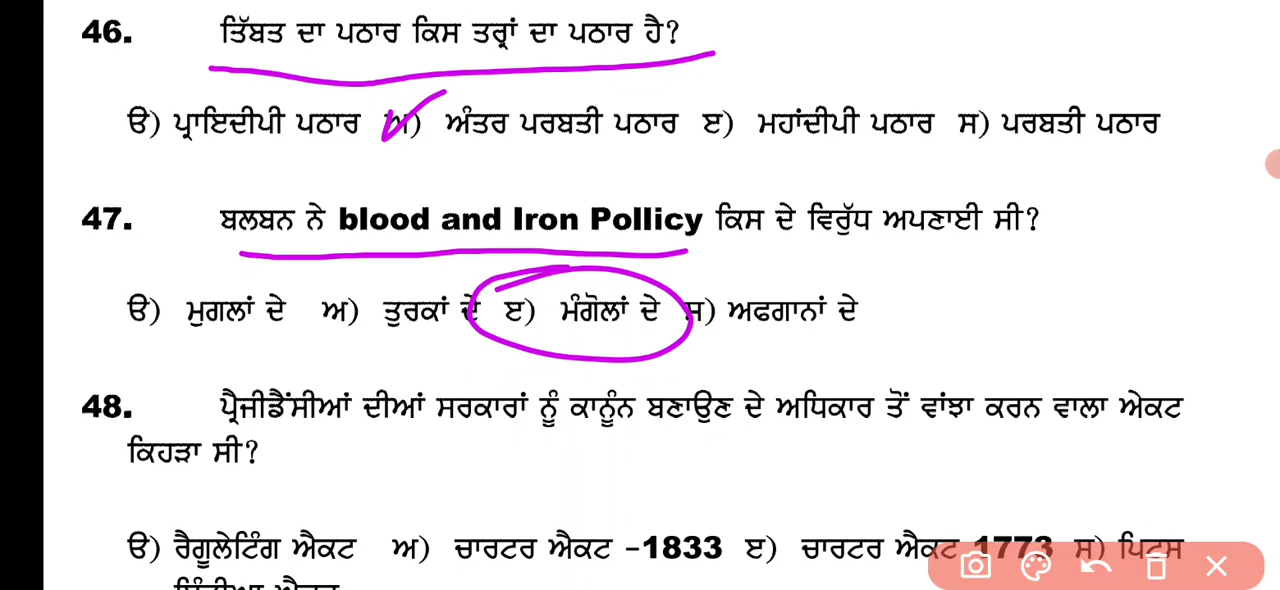 46. ਤਿੱਬਤ ਦਾ ਪਠਾਰ ਕਿਸ ਤਰ੍ਹਾਂ ਦਾ ਪਠਾਰ ਹੈ?
ੳ) ਪ੍ਰਾਇਦੀਪੀ ਪਠਾਰ ਅ) ਅੰਤਰ ਪਰਬਤੀ ਪਠਾਰ ੲ) ਮਹਾਂਦੀਪੀ ਪਠਾਰ ਸ) ਪਰਬਤੀ ਪਠਾਰ
47. ਬਲਬਨ ਨੇ blood and Iron Pollicy ਕਿਸ ਦੇ ਵਿਰੁੱਧ ਅਪਣਾਈ ਸੀ?
ੳ) ਮੁਗਲਾਂ ਦੇ ਅ) ਤੁਰਕਾਂ ਦੇ ੲ) ਮੰਗੋਲਾਂ ਦੇ ਸ) ਅਫਗਾਨਾਂ ਦੇ
48. ਪ੍ਰੈਜੀਡੈਂਸੀਆਂ ਦੀਆਂ ਸਰਕਾਰਾਂ ਨੂੰ ਕਾਨੂੰਨ ਬਣਾਉਣ ਦੇ ਅਧਿਕਾਰ ਤੋਂ ਵਾਂਝਾ ਕਰਨ ਵਾਲਾ ਐਕਟ
ਕਿਹੜਾ ਸੀ?
ੳ) ਰੈਗੂਲੇਟਿੰਗ ਐਕਟ ਅ) ਚਾਰਟਰ ਐਕਟ -1833 ੲ) ਚਾਰਟਰ ਐਕਟ 1773 ਸ) ਪਿਟਸ